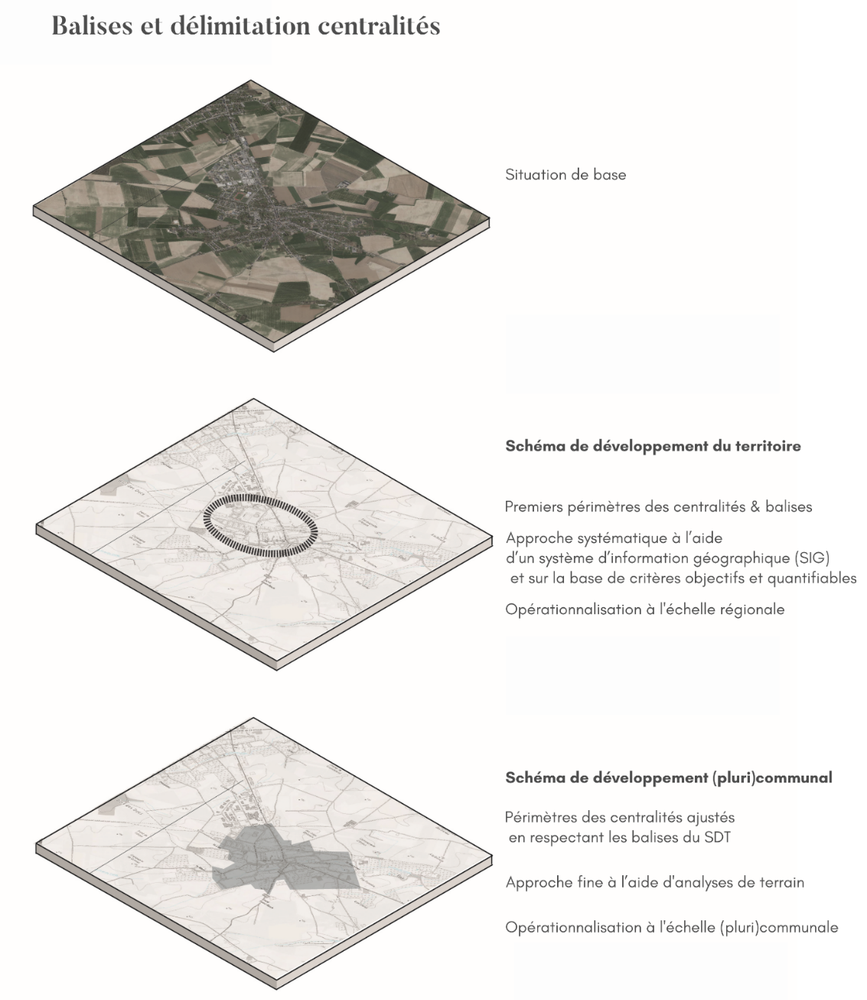 Balises et délimitation centralités
Situation de base
Schéma de développement du territoire
Premiers périmètres des centralités & balises
Approche systématique à l'aide
d'un système d'information géographique (SIG)
et sur la base de critères objectifs et quantifiables
Opérationnalisation à l'échelle régionale
Schéma de développement (pluri)communal
Périmètres des centralités ajustés
en respectant les balises du SDT
Approche fine à l'aide d'analyses de terrain
Opérationnalisation à l'échelle (pluri)communale